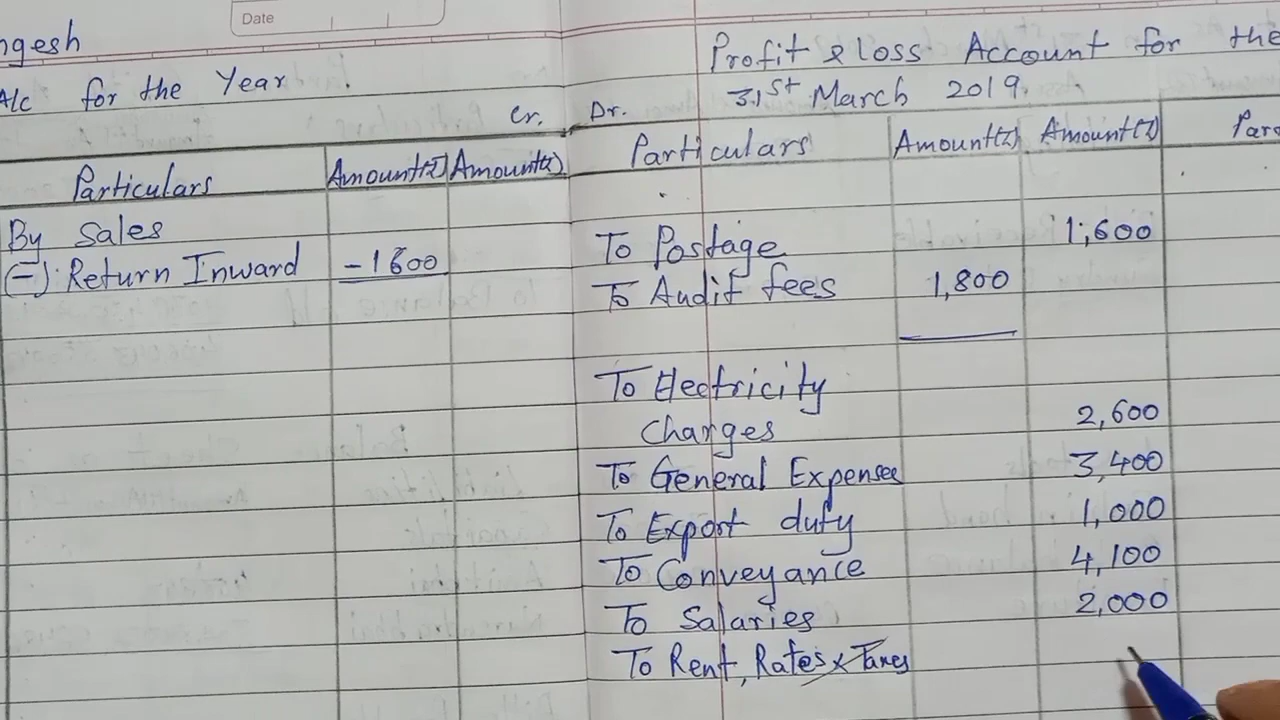 Date
ngesh
A/c for the Year
Cr.
Particulars Amount(₹) Amount(₹)
By Sales
(-): Return Inward -1600
Profit & Loss Account for the
31st March 2019.
Dr.
Particulars Amount(₹) Amount(₹) Par
To Postage 1,600
To Audit fees 1,800
To Electricity
Charges 2,600
To General Expenses 3,400
To Export duty 1,000
To Conveyance 4,100
To Salaries 2,000
To Rent, Rates & Taxes